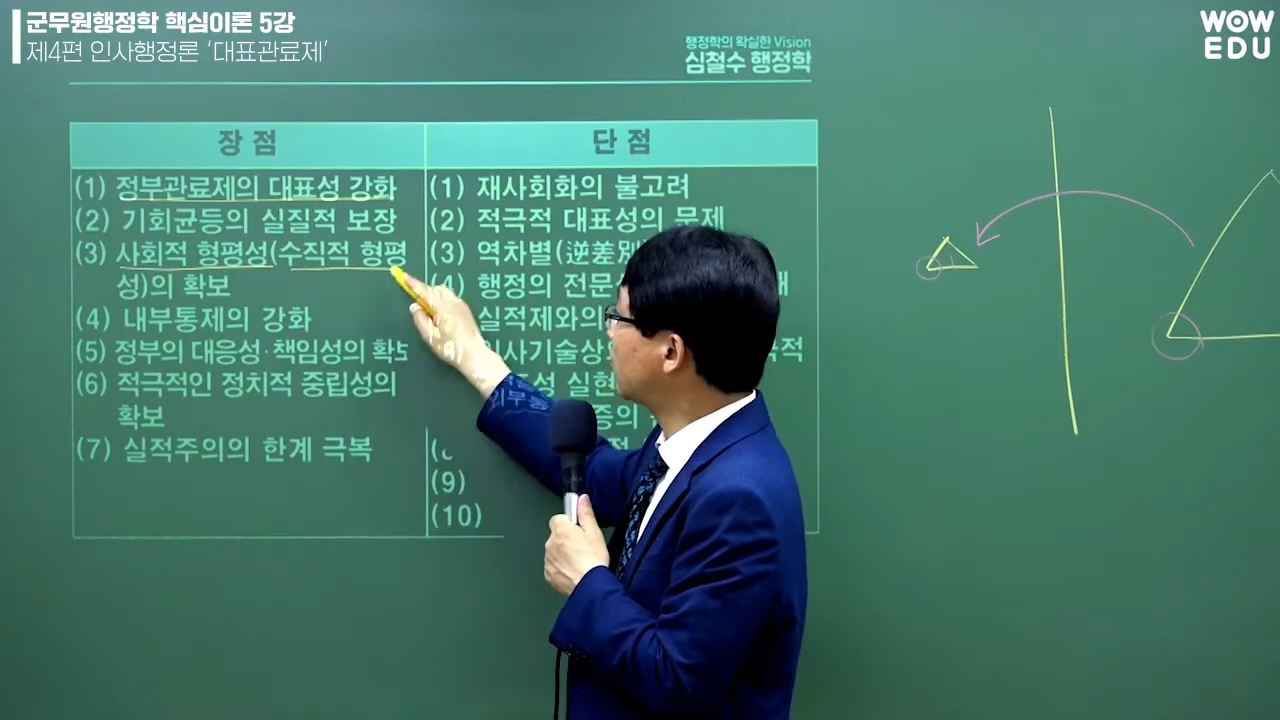 군무원행정학 핵심이론 5강
제4편 인사행정론 '대표관료제'
WOW
EDU
행정학의 확실한 Vision
심철수 행정학
장 점
단 점
(1) 정부관료제의 대표성 강화
(2) 기회균등의 실질적 보장
(3) 사회적 형평성(수직적 형평
성)의 확보
(4) 내부통제의 강화
(5) 정부의 대응성·책임성의 확보
(6) 적극적인 정치적 중립성의
확보
(7) 실적주의의 한계 극복
(1) 재사회화의 불고려
(2) 적극적 대표성의 문제
(3) 역차별(逆差別
(4) 행정의
실적제와의
실현
(9)
(10)